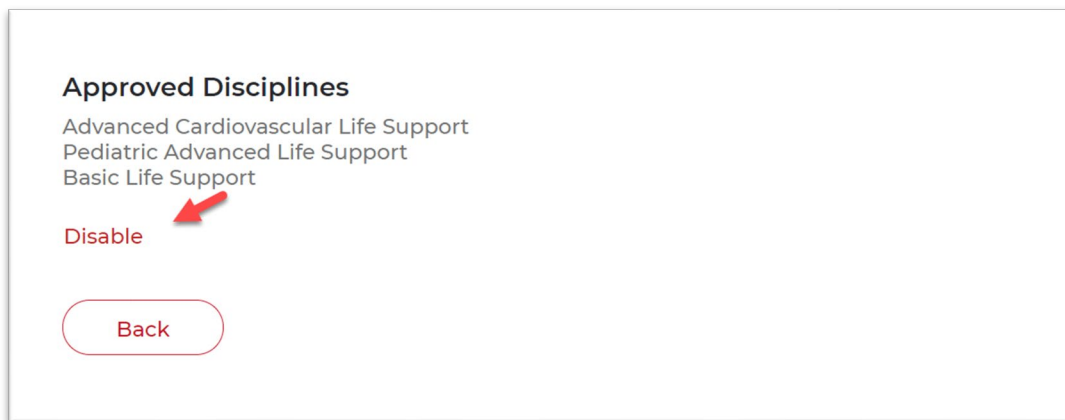 Approved Disciplines
Advanced Cardiovascular Life Support
Pediatric Advanced Life Support
Basic Life Support
Disable
Back